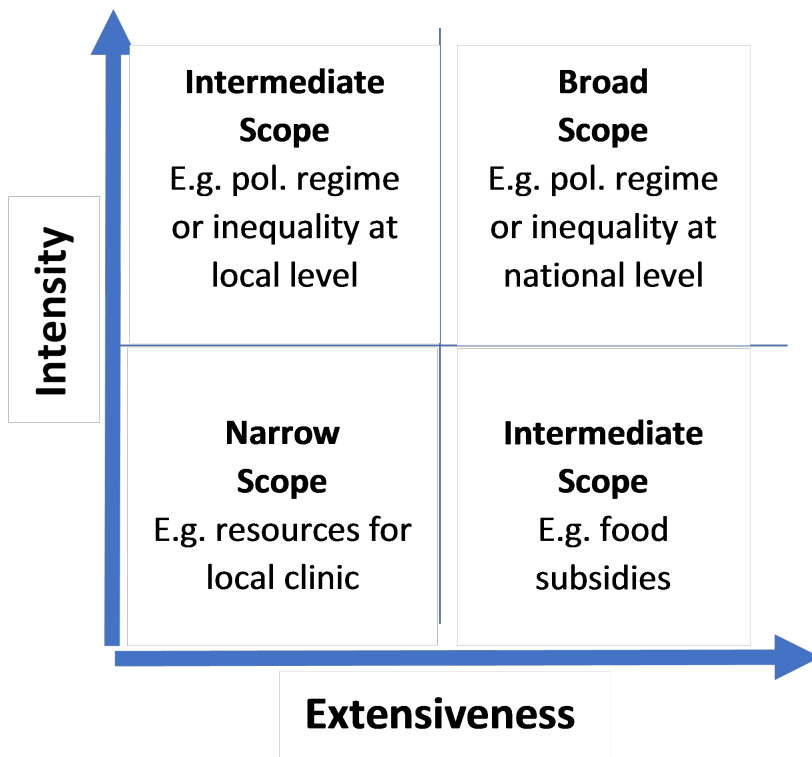 Intensity
Intermediate
Scope
E.g. pol. regime
or inequality at
local level
Broad
Scope
E.g. pol. regime
or inequality at
national level
Narrow
Scope
E.g. resources for
local clinic
Intermediate
Scope
E.g. food
subsidies
Extensiveness